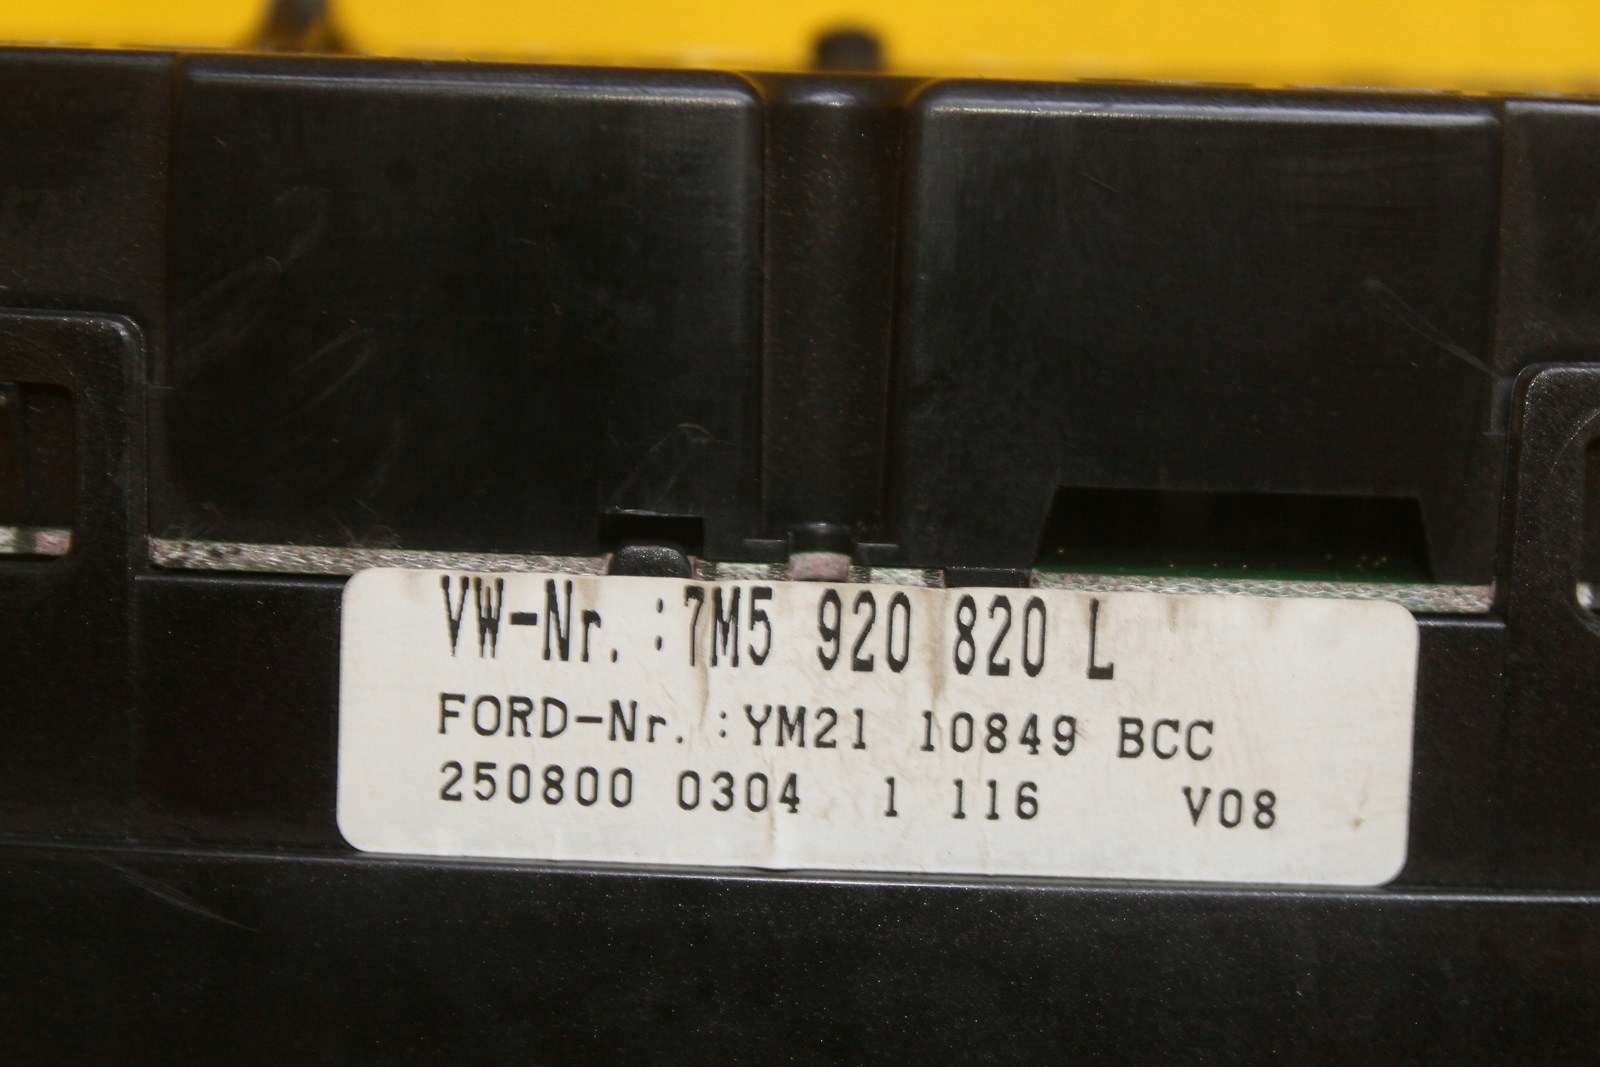 VW-Nr. :7M5 920 820 L
FORD-Nr. :YM21 10849 BCC
250800 0304 1 116 V08